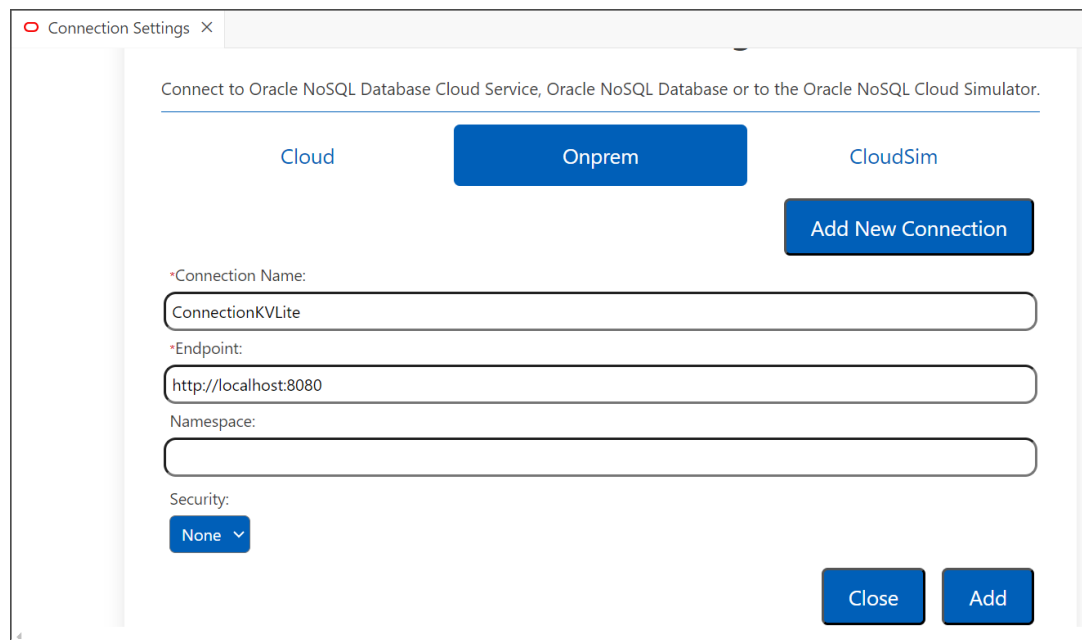 Connection Settings
Connect to Oracle NoSQL Database Cloud Service, Oracle NoSQL Database or to the Oracle NoSQL Cloud Simulator.
Cloud Onprem CloudSim
Add New Connection
*Connection Name:
ConnectionKVLite
*Endpoint:
http://localhost:8080
Namespace:
Security:
None
Close Add